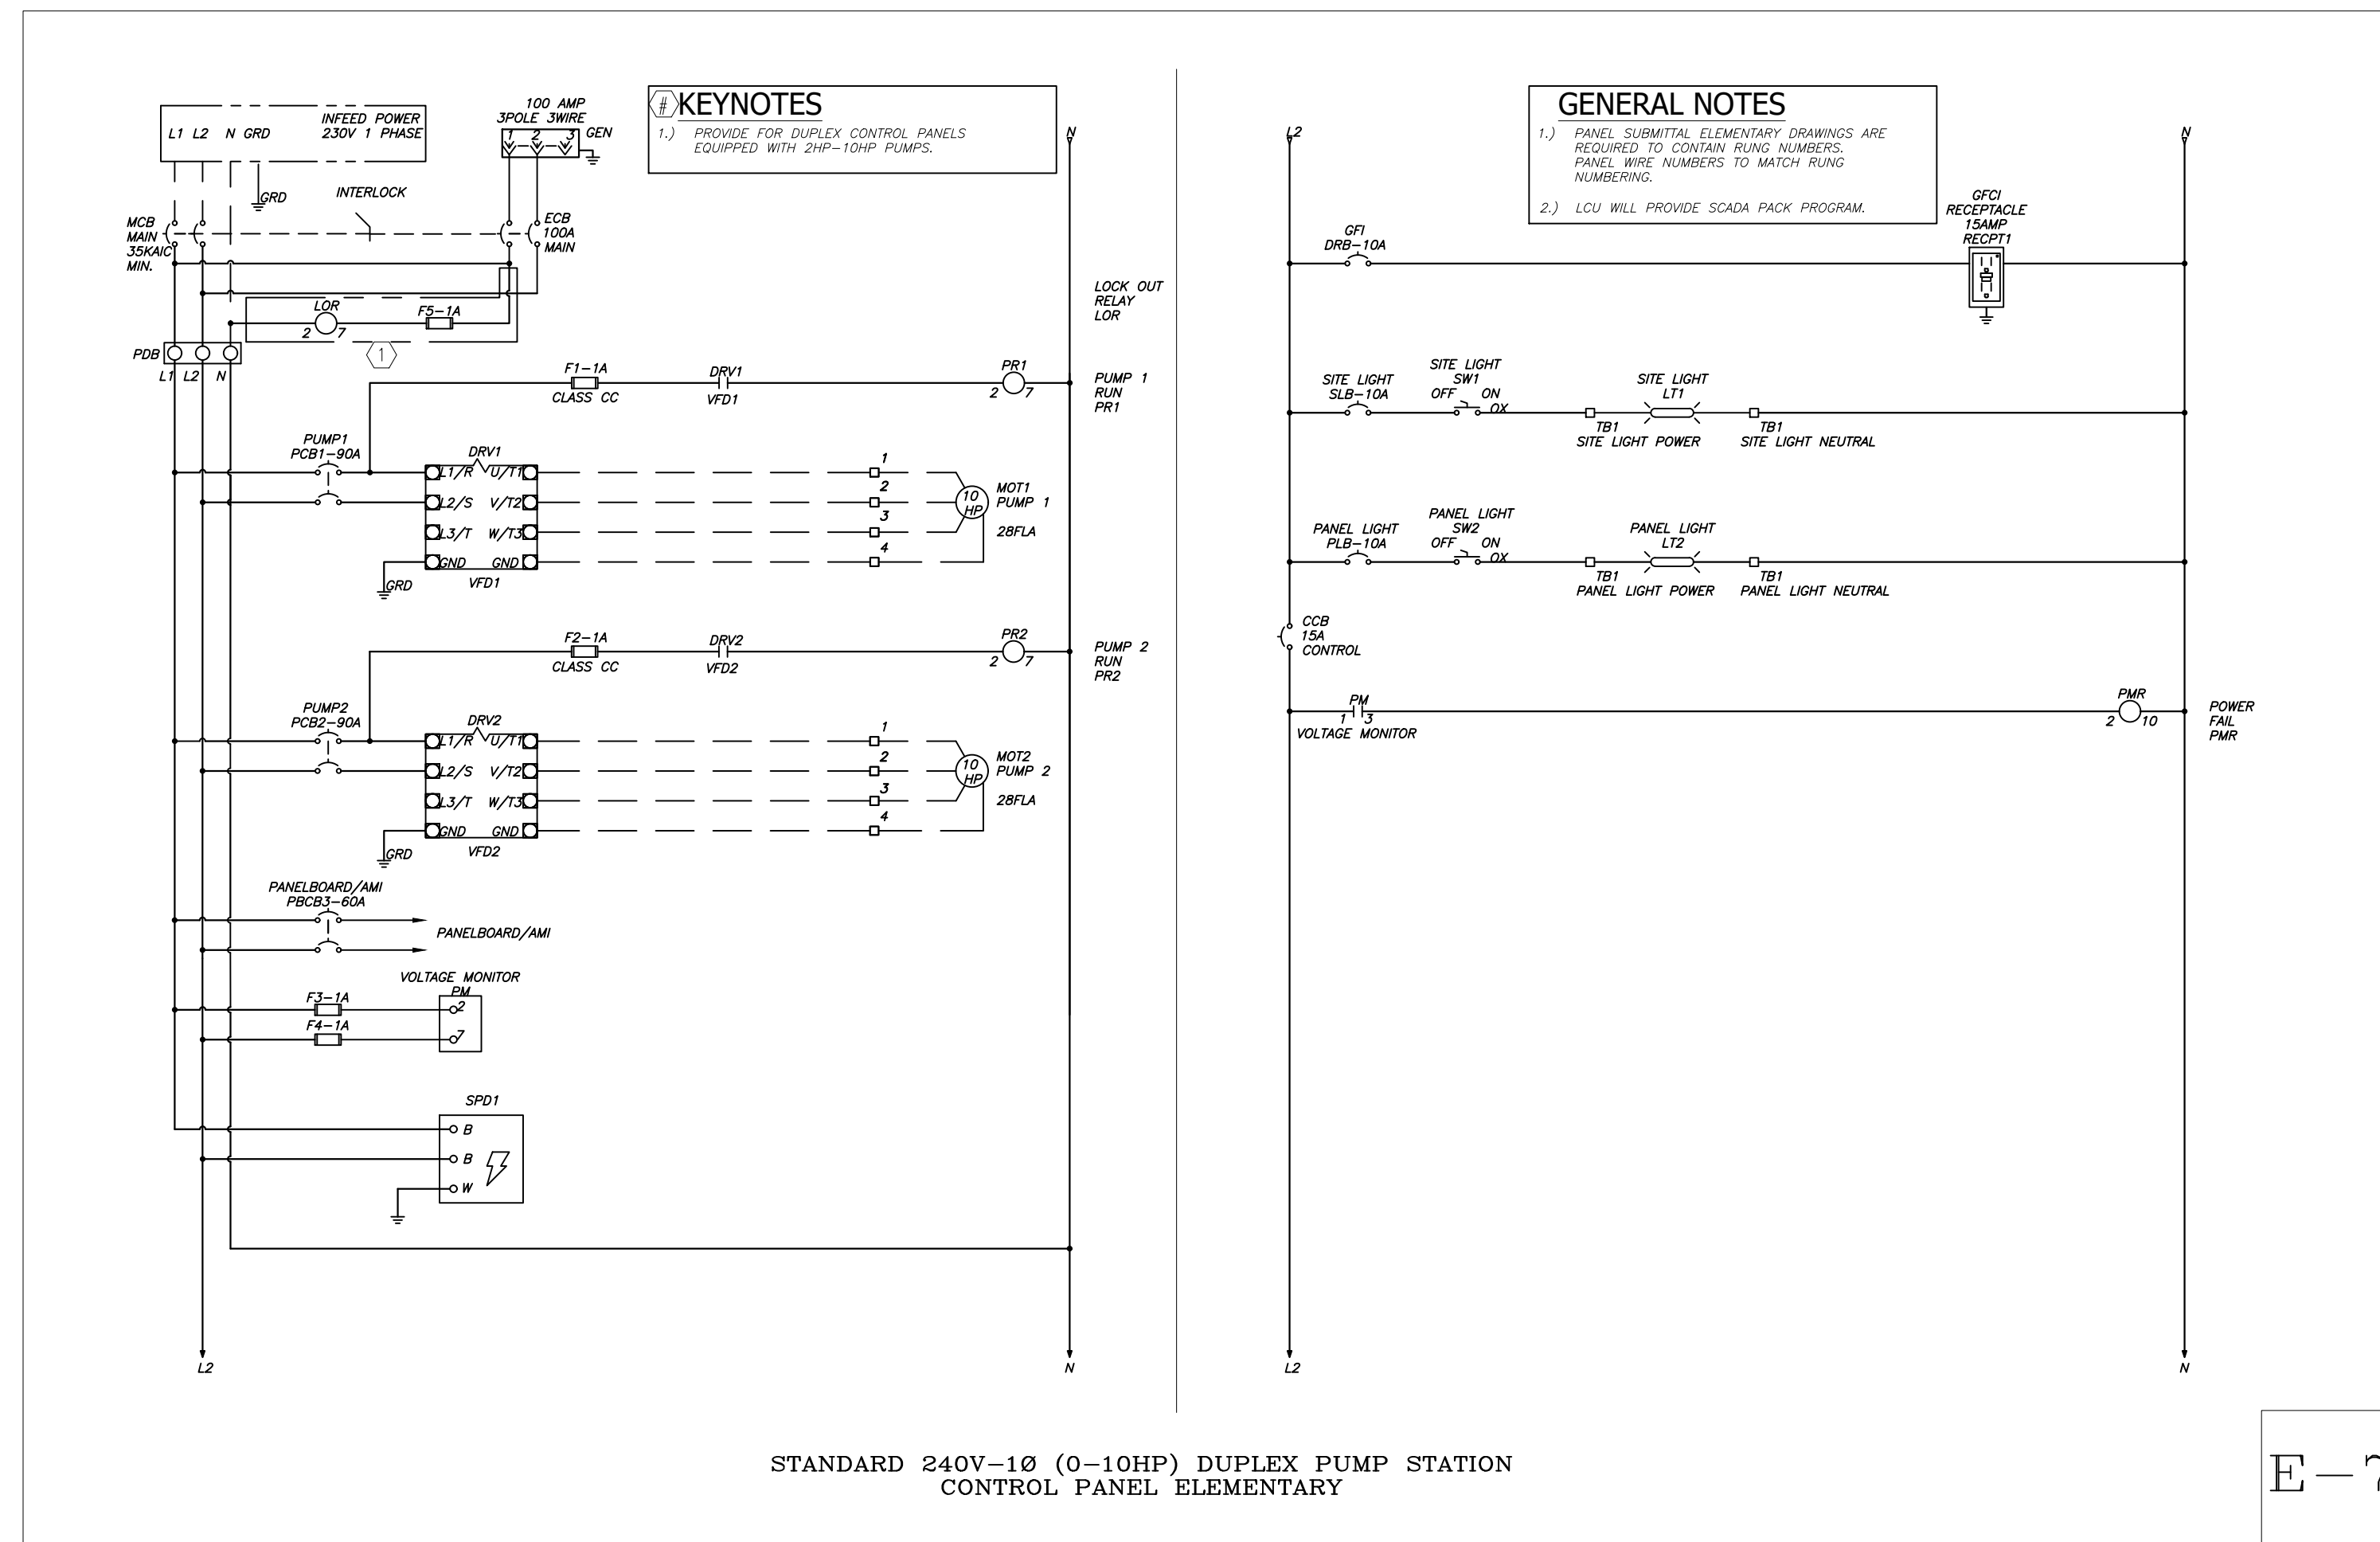 INFEED POWER
L1 L2 N GRD 230V 1 PHASE
GRD
INTERLOCK
100 AMP
3POLE 3WIRE
1 2 3 GEN
MCB
MAIN
35KAIC
MIN.
ECB
100A
MAIN
LOR
2 7
F5-1A
1
PDB
L1 L2 N
# KEYNOTES
1.) PROVIDE FOR DUPLEX CONTROL PANELS
EQUIPPED WITH 2HP-10HP PUMPS.
N
LOCK OUT
RELAY
LOR
F1-1A
CLASS CC
DRV1
VFD1
PR1
2 7
PUMP 1
RUN
PR1
PUMP1
PCB1-90A
DRV1
L1/R U/T1
L2/S V/T2
L3/T W/T3
GND GND
GRD
VFD1
1
2
3
4
10
HP
MOT1
PUMP 1
28FLA
F2-1A
CLASS CC
DRV2
VFD2
PR2
2 7
PUMP 2
RUN
PR2
PUMP2
PCB2-90A
DRV2
L1/R U/T1
L2/S V/T2
L3/T W/T3
GND GND
GRD
VFD2
1
2
3
4
10
HP
MOT2
PUMP 2
28FLA
PANELBOARD/AMI
PBCB3-60A
PANELBOARD/AMI
VOLTAGE MONITOR
PM
F3-1A
2
F4-1A
7
SPD1
B
B
W
L2
N
L2
GENERAL NOTES
1.) PANEL SUBMITTAL ELEMENTARY DRAWINGS ARE
REQUIRED TO CONTAIN RUNG NUMBERS.
PANEL WIRE NUMBERS TO MATCH RUNG
NUMBERING.
2.) LCU WILL PROVIDE SCADA PACK PROGRAM.
N
GFI
DRB-10A
GFCI
RECEPTACLE
15AMP
RECPT1
SITE LIGHT
SLB-10A
SITE LIGHT
SW1
OFF ON
OX
SITE LIGHT
LT1
TB1
SITE LIGHT POWER
TB1
SITE LIGHT NEUTRAL
PANEL LIGHT
PLB-10A
PANEL LIGHT
SW2
OFF ON
OX
PANEL LIGHT
LT2
TB1
PANEL LIGHT POWER
TB1
PANEL LIGHT NEUTRAL
CCB
15A
CONTROL
PM
1 3
VOLTAGE MONITOR
PMR
2 10
POWER
FAIL
PMR
L2
N
STANDARD 240V-1Ø (0-10HP) DUPLEX PUMP STATION
CONTROL PANEL ELEMENTARY
E-7